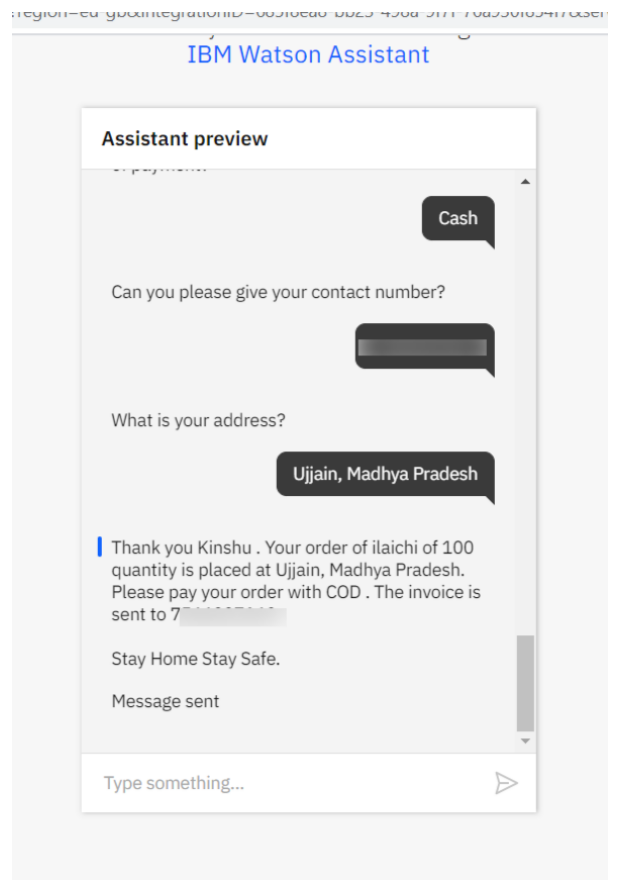 IBM Watson Assistant
Assistant preview
Cash
Can you please give your contact number?
What is your address?
Ujjain, Madhya Pradesh
Thank you Kinshu . Your order of ilaichi of 100
quantity is placed at Ujjain, Madhya Pradesh.
Please pay your order with COD . The invoice is
sent to 7
Stay Home Stay Safe.
Message sent
Type something...